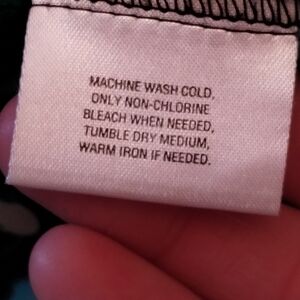 MACHINE WASH COLD,
ONLY NON-CHLORINE
BLEACH WHEN NEEDED,
TUMBLE DRY MEDIUM,
WARM IRON IF NEEDED.